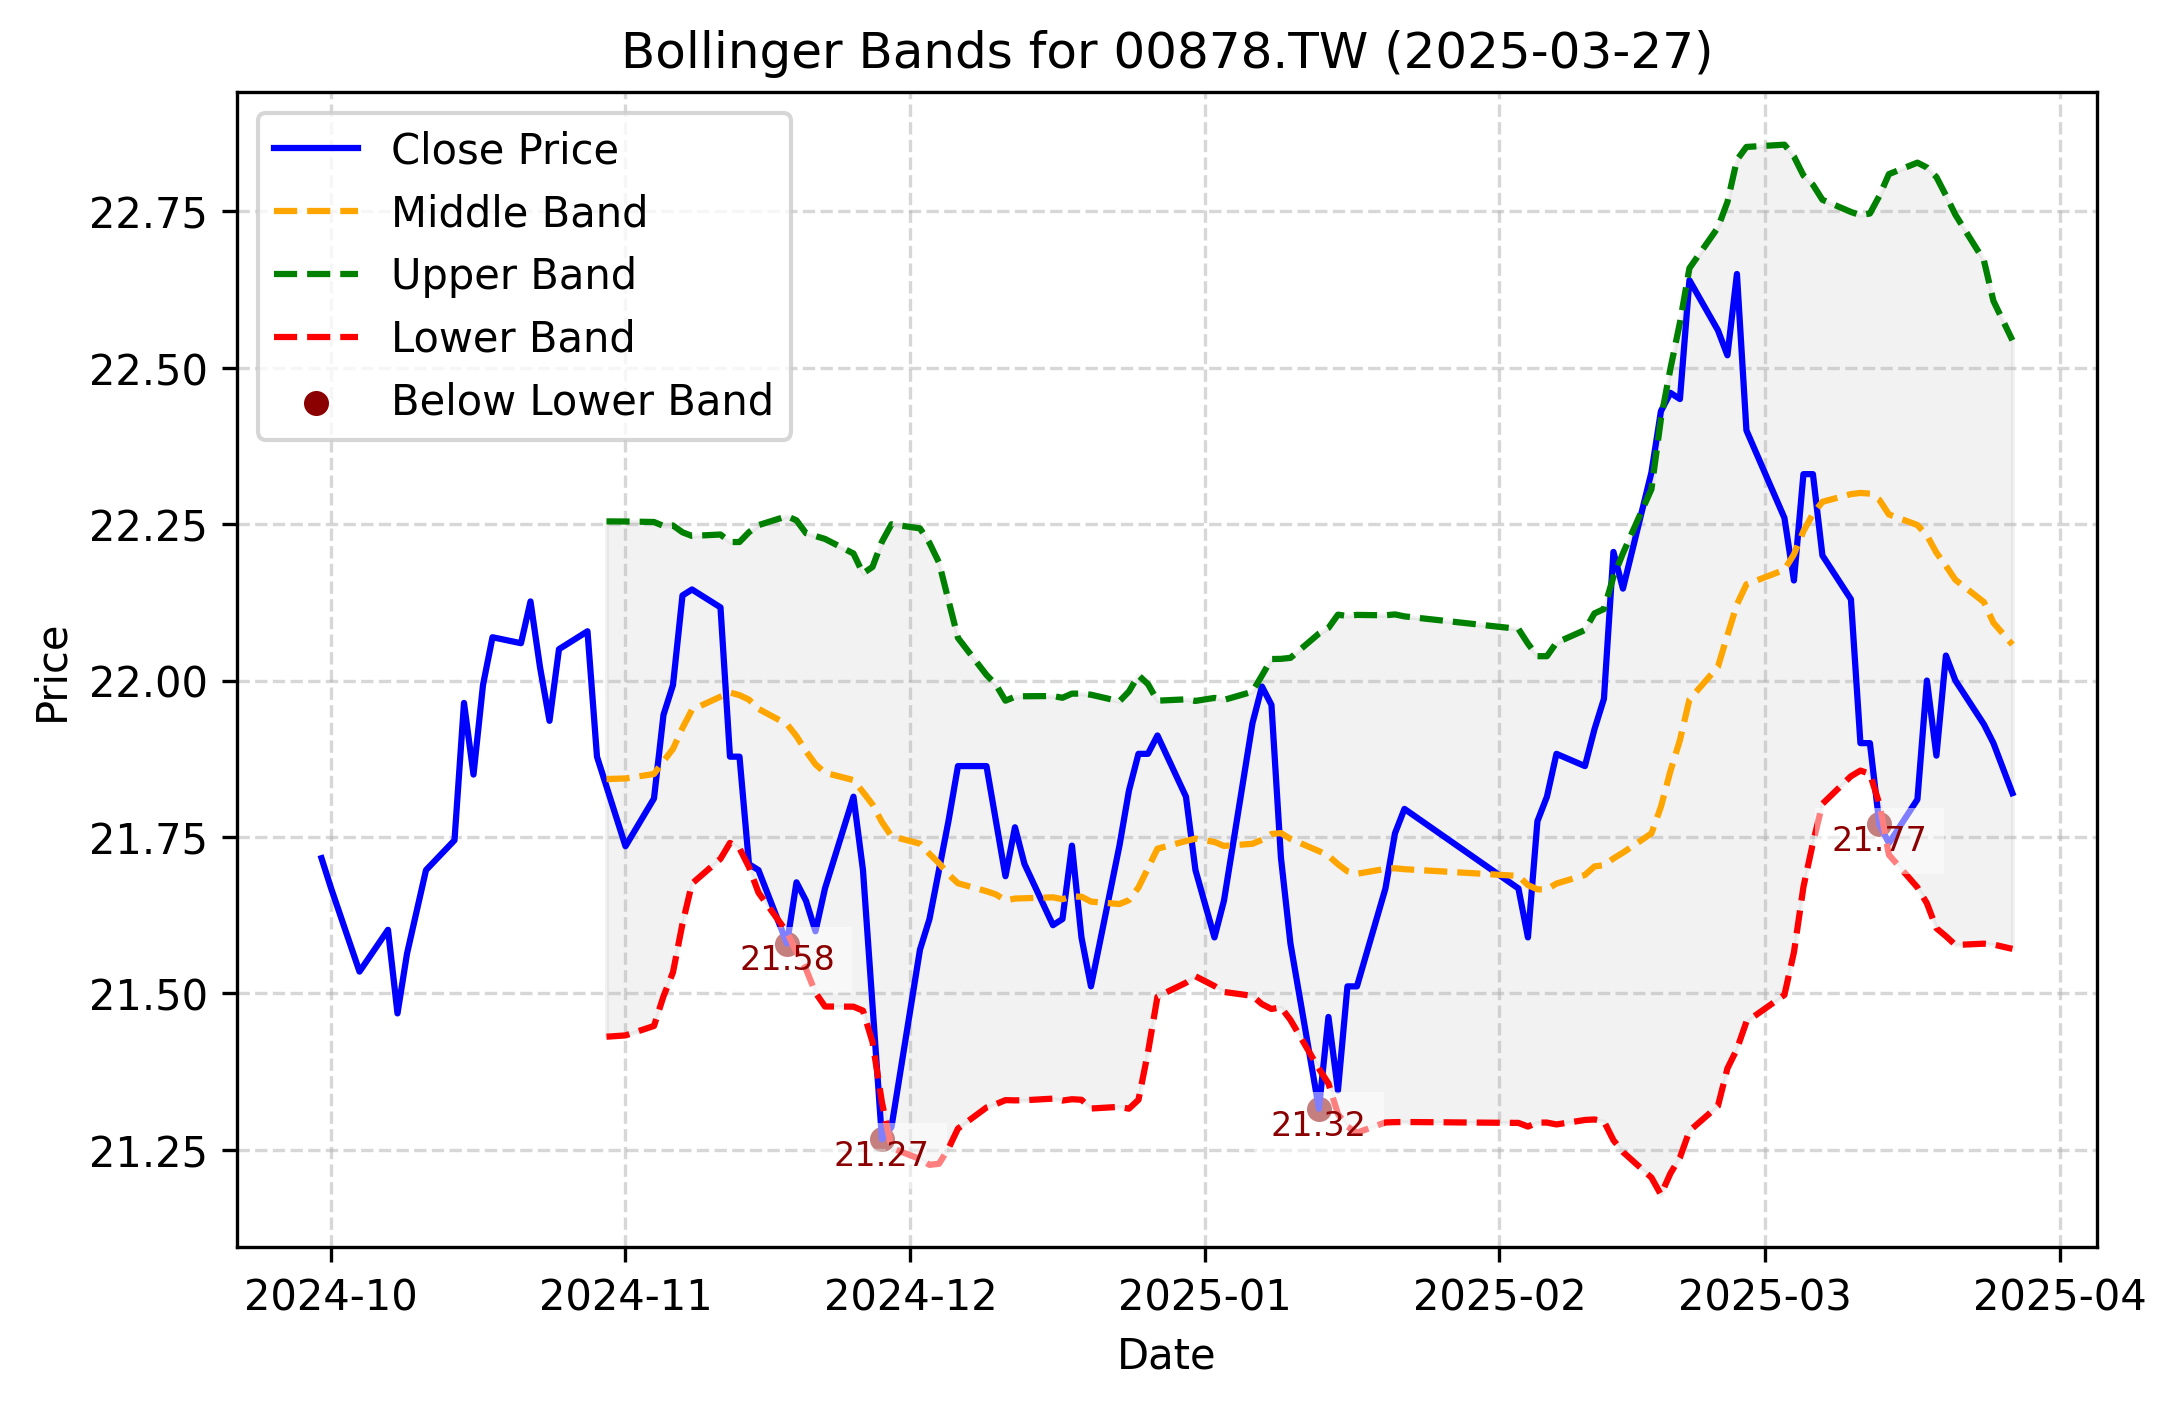 Bollinger Bands for 00878.TW (2025-03-27)
Close Price
Middle Band
Upper Band
Lower Band
Below Lower Band
Price
22.75
22.50
22.25
22.00
21.75
21.50
21.25
21.58
21.27
21.32
21.77
2024-10
2024-11
2024-12
2025-01
2025-02
2025-03
2025-04
Date